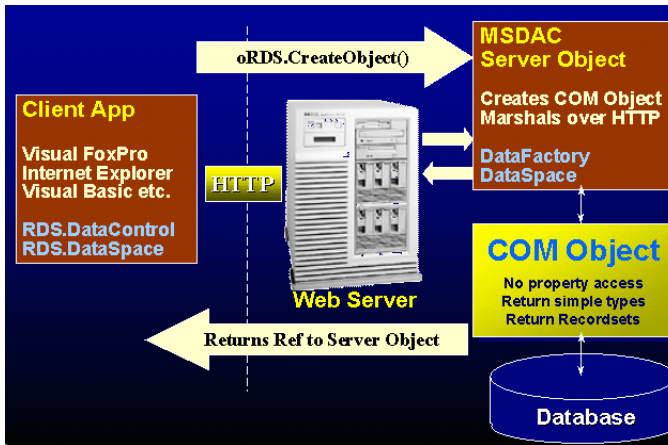 oRDS.CreateObject()
MSDAC
Server Object
Creates COM Object
Marshals over HTTP
DataFactory
DataSpace
Client App
Visual FoxPro
Internet Explorer
Visual Basic etc.
RDS.DataControl
RDS.DataSpace
HTTP
Web Server
COM Object
No property access
Return simple types
Return Recordsets
Returns Ref to Server Object
Database